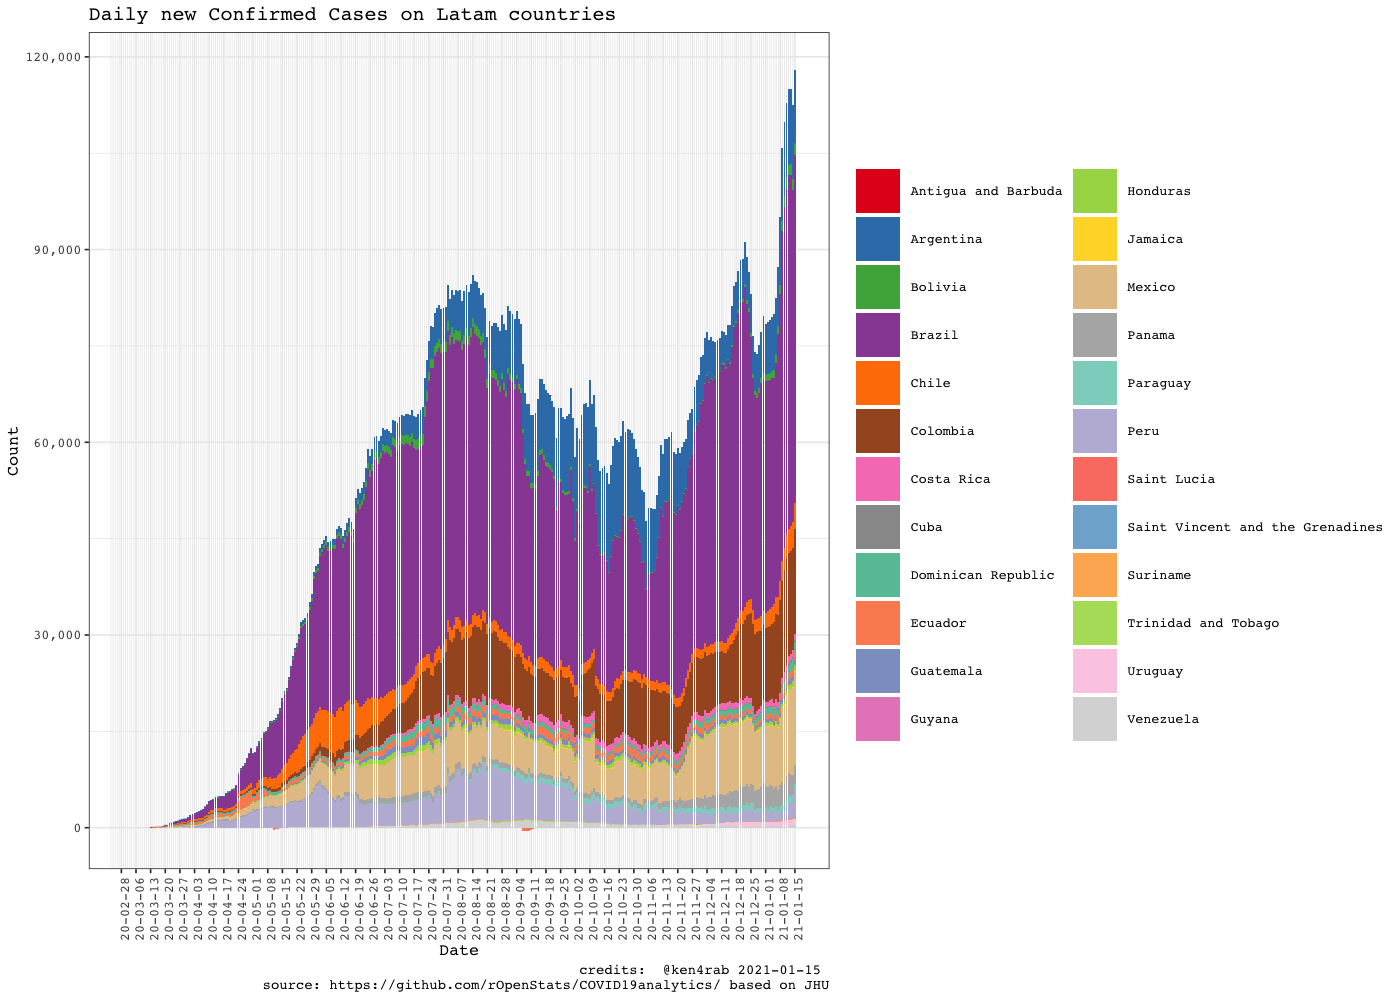 Daily new Confirmed Cases on Latam countries
120,000
90,000
60,000
30,000
0
Count
20-02-28
20-03-06
20-03-13
20-03-20
20-03-27
20-04-03
20-04-10
20-04-17
20-04-24
20-05-01
20-05-08
20-05-15
20-05-22
20-05-29
20-06-05
20-06-12
20-06-19
20-06-26
20-07-03
20-07-10
20-07-17
20-07-24
20-07-31
20-08-07
20-08-14
20-08-21
20-08-28
20-09-04
20-09-11
20-09-18
20-09-25
20-10-02
20-10-09
20-10-16
20-10-23
20-10-30
20-11-06
20-11-13
20-11-20
20-11-27
20-12-04
20-12-11
20-12-18
20-12-25
21-01-01
21-01-08
21-01-15
Date
Antigua and Barbuda
Argentina
Bolivia
Brazil
Chile
Colombia
Costa Rica
Cuba
Dominican Republic
Ecuador
Guatemala
Guyana
Honduras
Jamaica
Mexico
Panama
Paraguay
Peru
Saint Lucia
Saint Vincent and the Grenadines
Suriname
Trinidad and Tobago
Uruguay
Venezuela
credits:  @ken4rab 2021-01-15
source: https://github.com/rOpenStats/COVID19analytics/ based on JHU